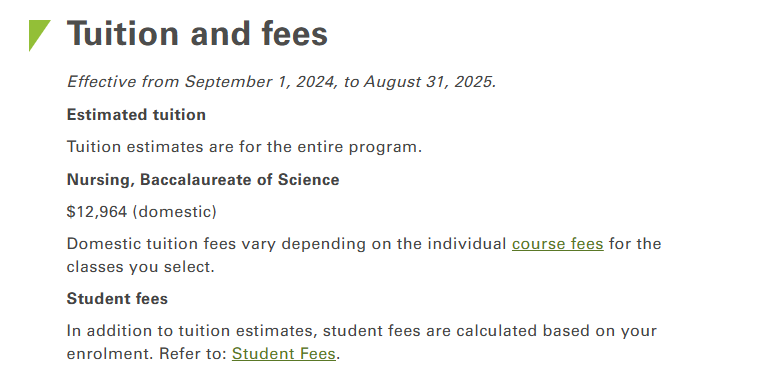 Tuition and fees
Effective from September 1, 2024, to August 31, 2025.
Estimated tuition
Tuition estimates are for the entire program.
Nursing, Baccalaureate of Science
$12,964 (domestic)
Domestic tuition fees vary depending on the individual course fees for the
classes you select.
Student fees
In addition to tuition estimates, student fees are calculated based on your
enrolment. Refer to: Student Fees.